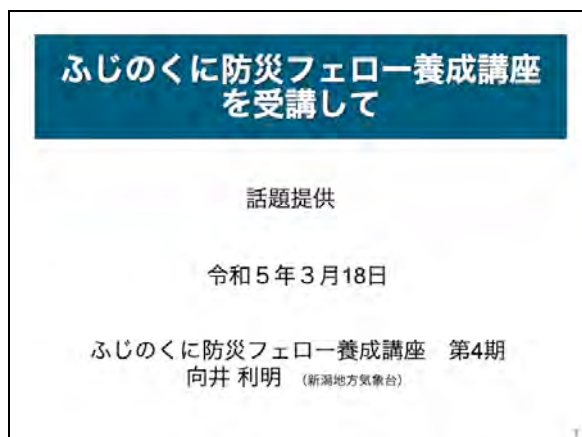 ふじのくに防災フェロー養成講座
を受講して
話題提供
令和５年３月18日
ふじのくに防災フェロー養成講座　第4期
向井 利明　（新潟地方気象台）
1